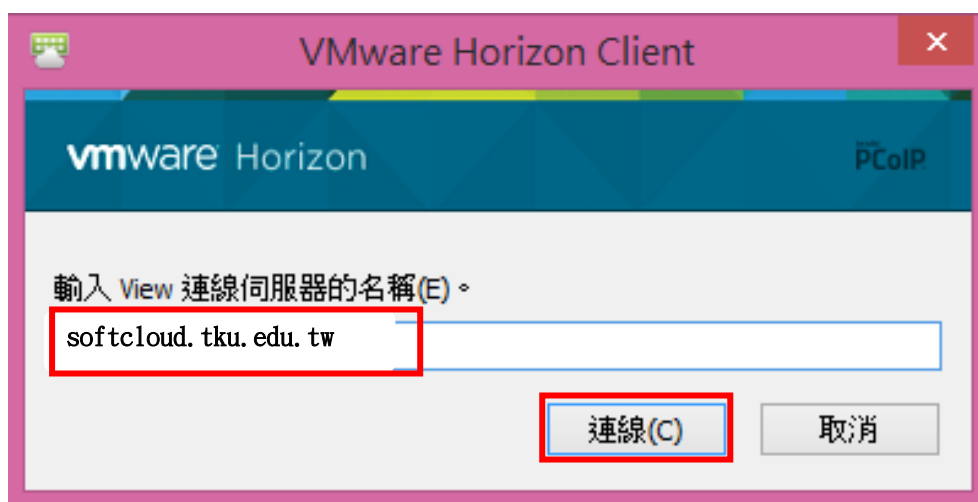 VMware Horizon Client
vmware Horizon
PCoIP
輸入 View 連線伺服器的名稱(E)。
softcloud.tku.edu.tw
連線(C)
取消